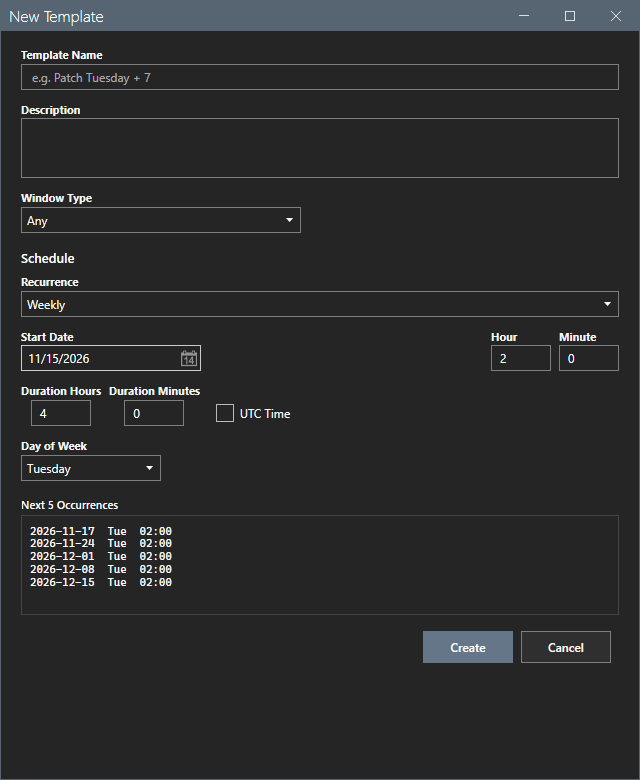 New Template
Template Name
e.g. Patch Tuesday + 7
Description
Window Type
Any
Schedule
Recurrence
Weekly
Start Date Hour Minute
11/15/2026 14 2 0
Duration Hours Duration Minutes
4 0 UTC Time
Day of Week
Tuesday
Next 5 Occurrences
2026-11-17 Tue 02:00
2026-11-24 Tue 02:00
2026-12-01 Tue 02:00
2026-12-08 Tue 02:00
2026-12-15 Tue 02:00
Create Cancel